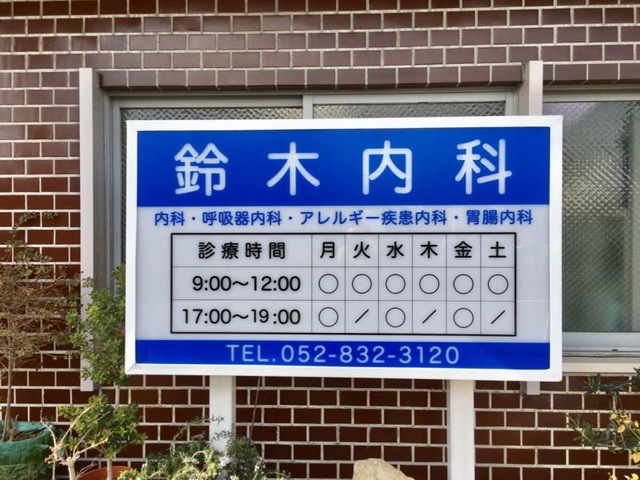 鈴木内科
内科・呼吸器内科・アレルギー疾患内科・胃腸内科
診療時間 月 火 水 木 金 土
9:00〜12:00 ○ ○ ○ ○ ○ ○
17:00〜19:00 ○ / ○ / ○ /
TEL.052-832-3120